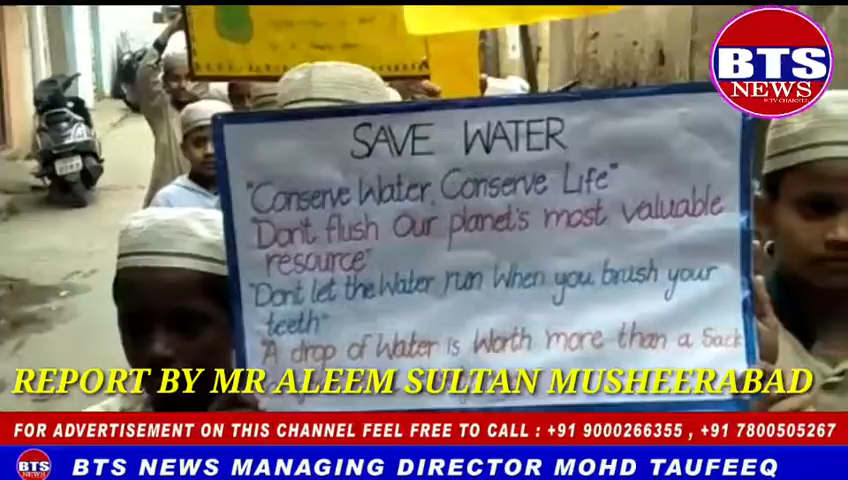 BTS
NEWS
SAVE WATER
"Conserve Water, Conserve Life"
"Don't flush Our planet's most valuable
resource"
"Dont let the Water run when you brush your
teeth"
"A drop of Water is Worth more than a Sack
REPORT BY MR ALEEM SULTAN MUSHEERABAD
FOR ADVERTISEMENT ON THIS CHANNEL FEEL FREE TO CALL : +91 9000266355 , +91 7800505267
BTS NEWS
BTS NEWS MANAGING DIRECTOR MOHD TAUFEEQ